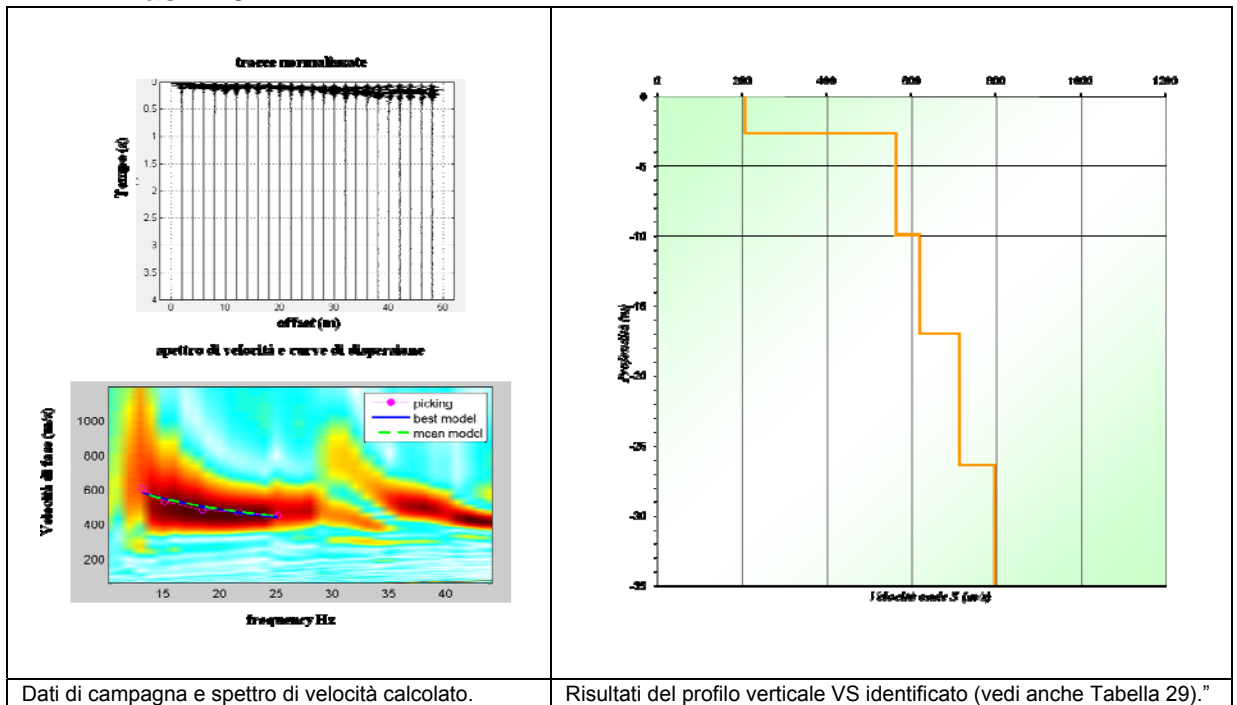 tracce normalizzate
0
0.5
1
1.5
2
2.5
3
3.5
4
Tempo (s)
0 10 20 30 40 50
offset (m)
spettro di velocità e curve di dispersione
1000
800
600
400
200
Velocità di fase (m/s)
picking
best model
mean model
15 20 25 30 35 40
frequency Hz
0 200 400 600 800 1000 1200
0
-5
-10
-15
-20
-25
-30
-35
Profondità (m)
Velocità onde S (m/s)
Dati di campagna e spettro di velocità calcolato.
Risultati del profilo verticale VS identificato (vedi anche Tabella 29).”